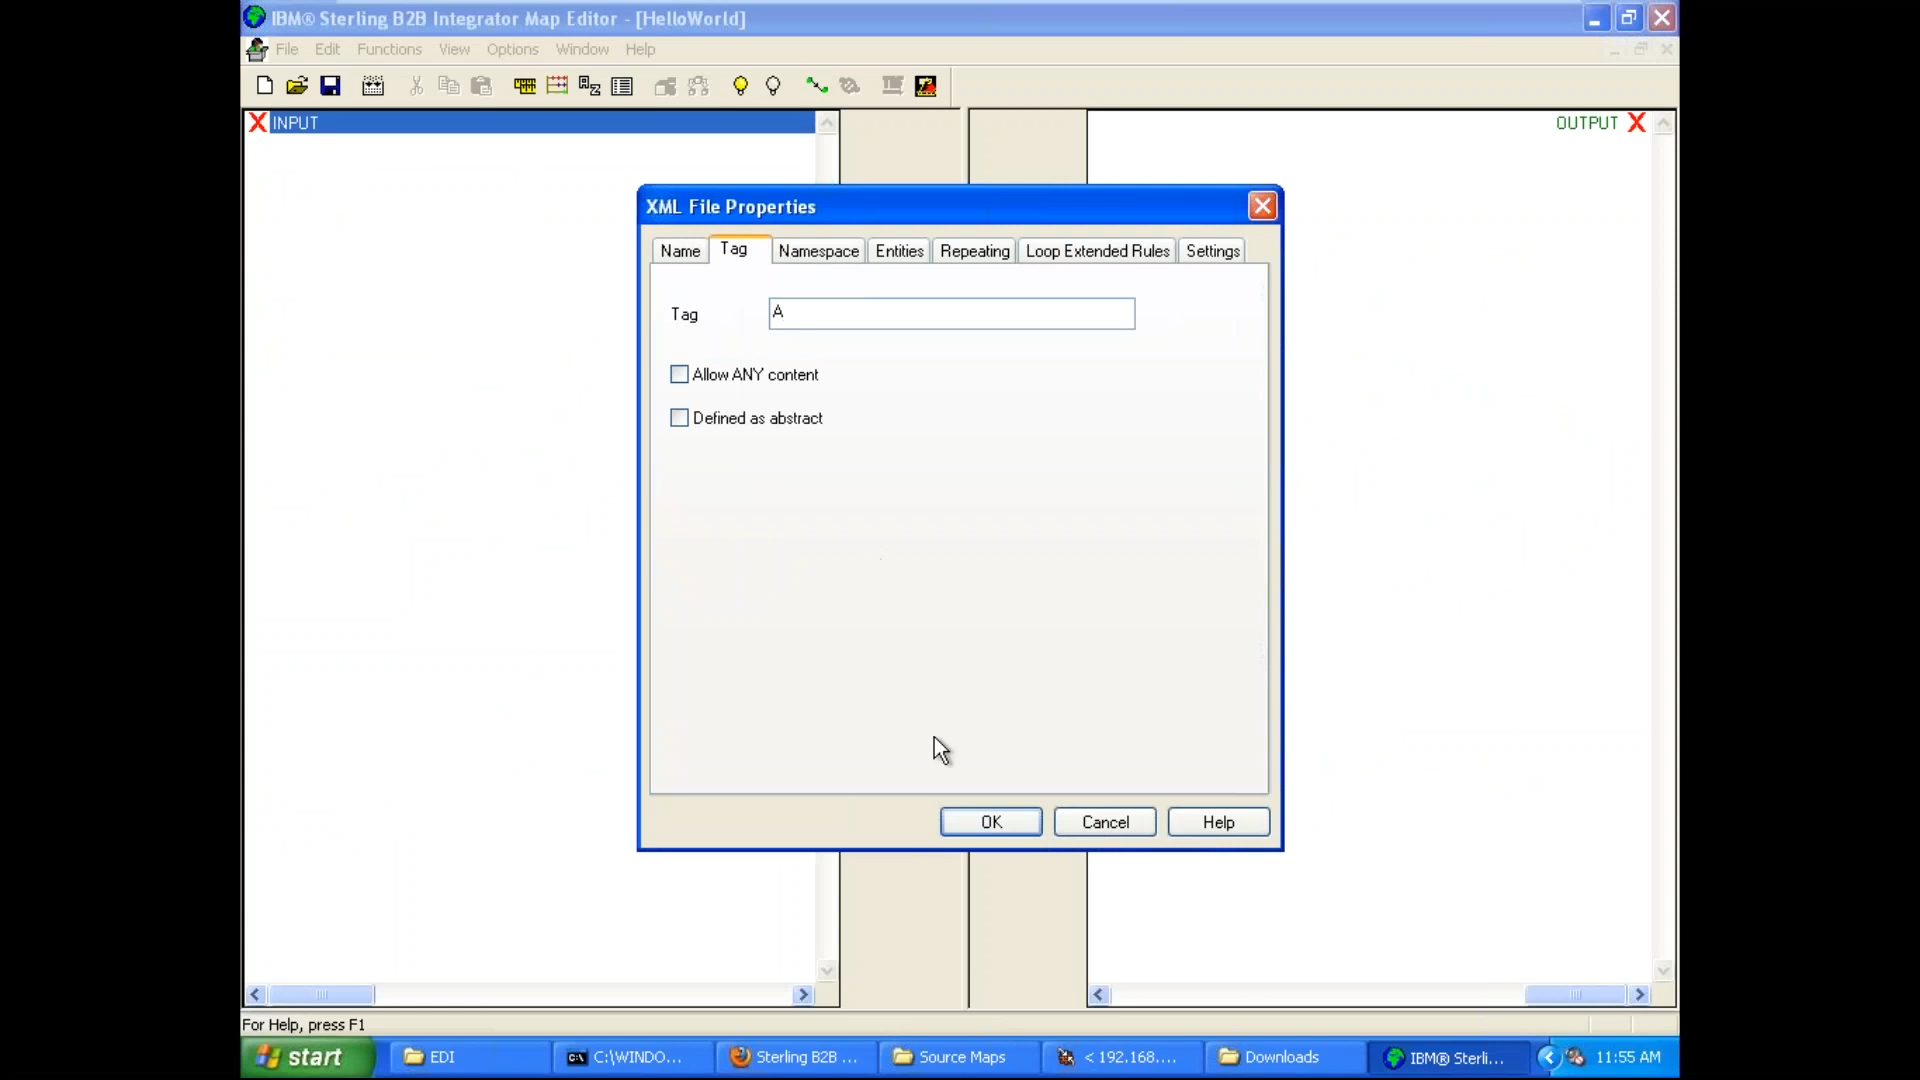 IBM® Sterling B2B Integrator Map Editor - [HelloWorld]
File Edit Functions View Options Window Help
INPUT
OUTPUT
XML File Properties
Name Tag Namespace Entities Repeating Loop Extended Rules Settings
Tag A
Allow ANY content
Defined as abstract
OK Cancel Help
For Help, press F1
start EDI C:\WINDO... Sterling B2B ... Source Maps < 192.168.... Downloads IBM® Sterli... 11:55 AM